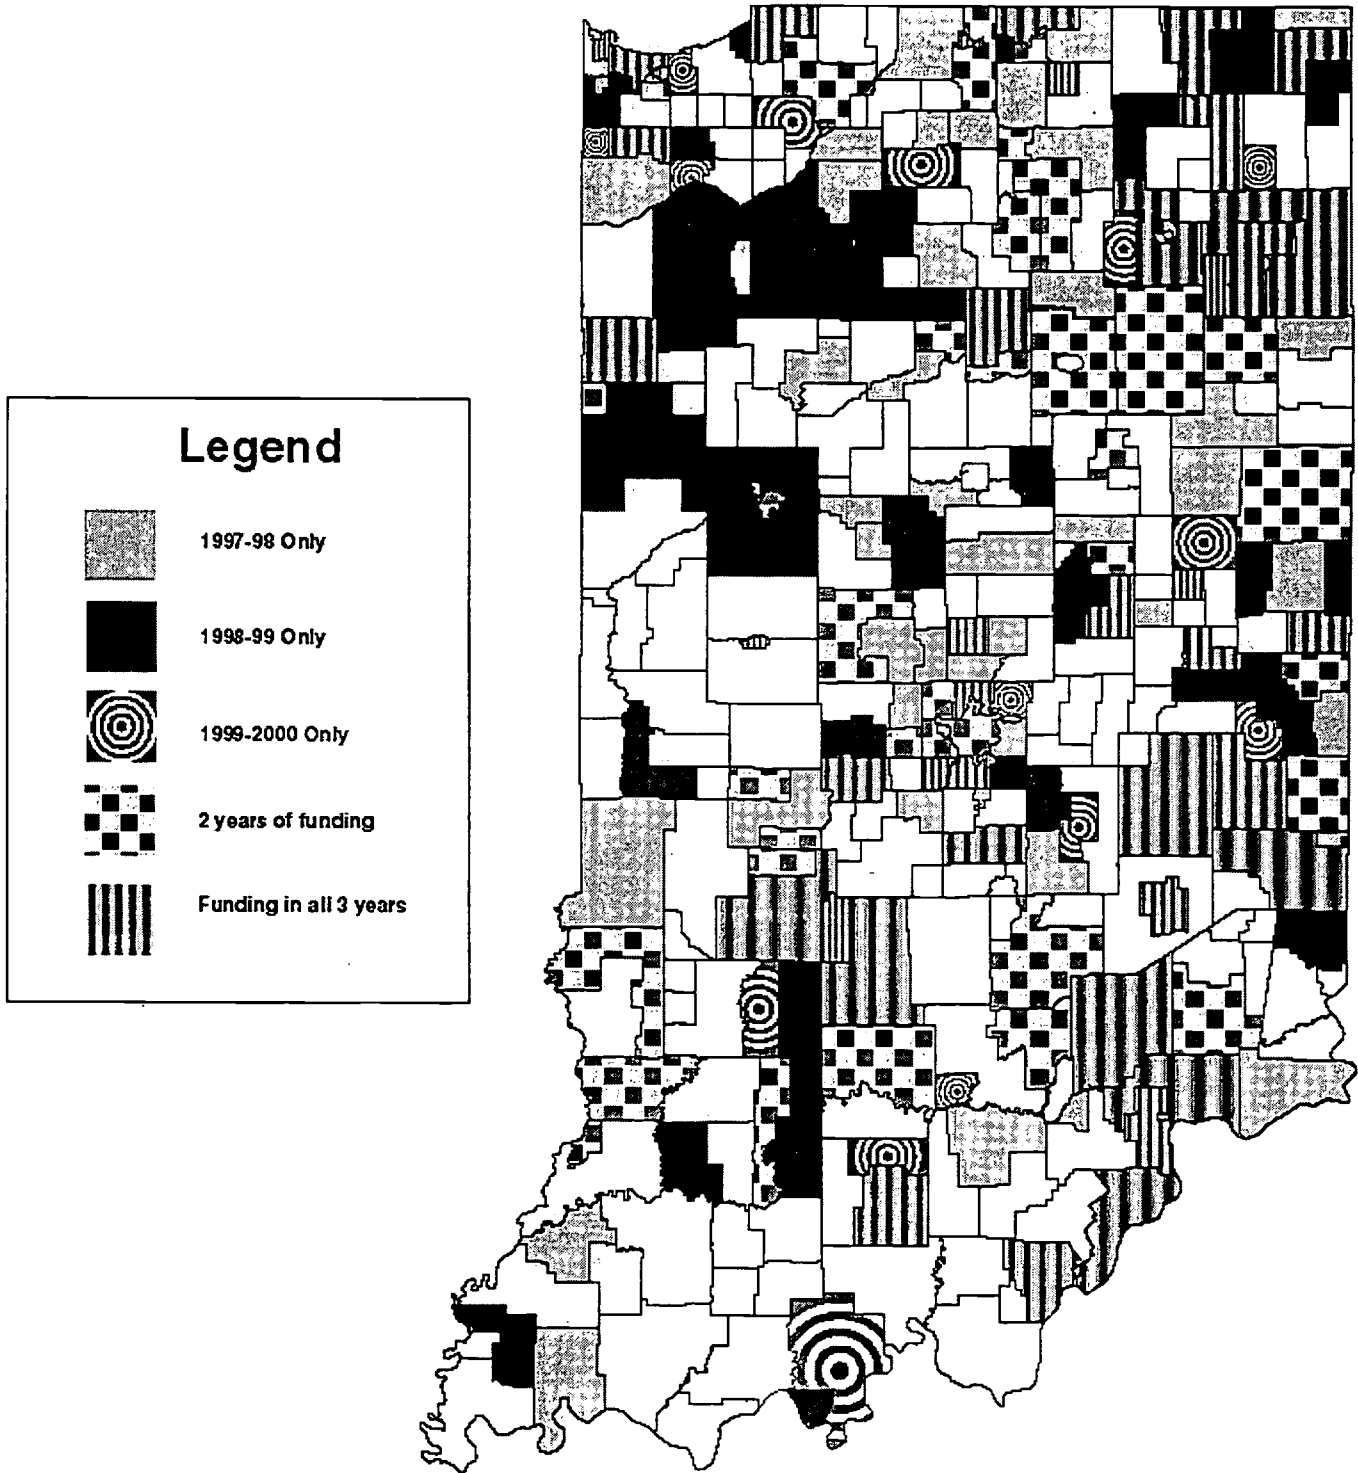 Legend
1997-98 Only
1998-99 Only
1999-2000 Only
2 years of funding
Funding in all 3 years